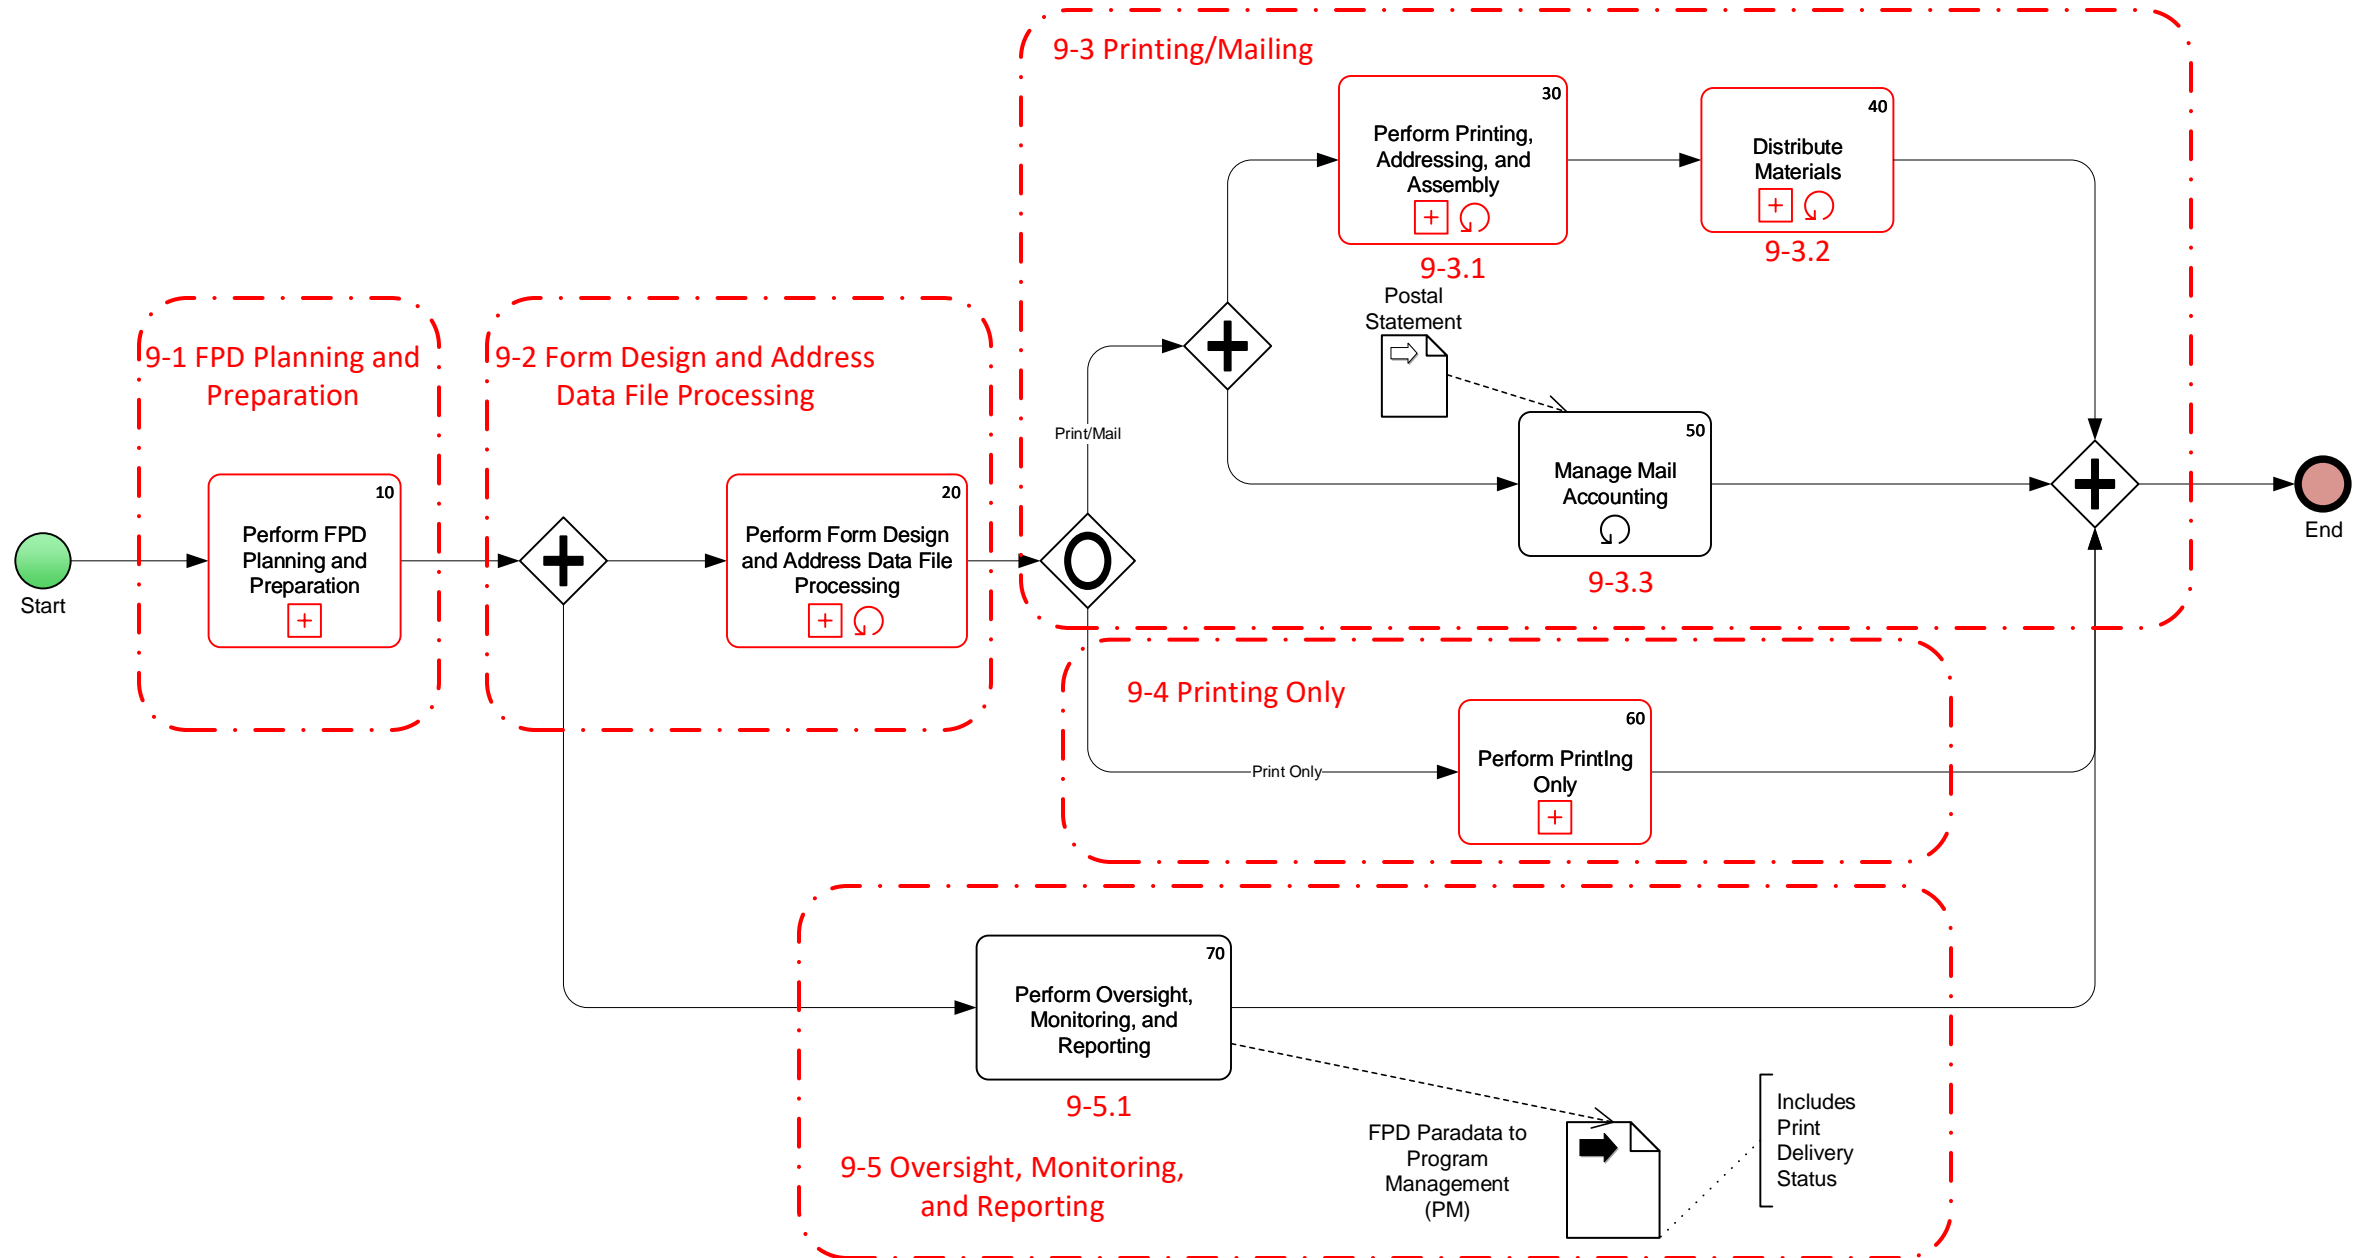 9-3 Printing/Mailing
30
Perform Printing,
Addressing, and
Assembly
9-3.1
40
Distribute
Materials
9-3.2
Postal
Statement
9-1 FPD Planning and
Preparation
9-2 Form Design and Address
Data File Processing
Print/Mail
50
Manage Mail
Accounting
9-3.3
10
Perform FPD
Planning and
Preparation
20
Perform Form Design
and Address Data File
Processing
Start
End
9-4 Printing Only
60
Perform PrintIng
Only
Print Only
70
Perform Oversight,
Monitoring, and
Reporting
9-5.1
9-5 Oversight, Monitoring,
and Reporting
FPD Paradata to
Program
Management
(PM)
Includes
Print
Delivery
Status